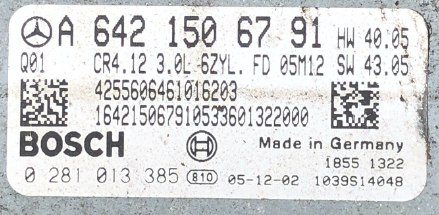 A 642 150 67 91 HW 40.05
Q01 CR4.12 3.0L 6ZYL. FD 05M12 SW 43.05
4255606461016203
164215067910533601322000
BOSCH Made in Germany
1855 1322
0 281 013 385 810 05-12-02 1039S14048